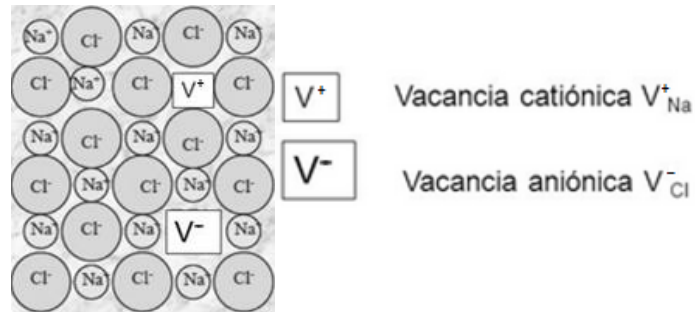 Na⁺ Cl⁻ Na⁺ Cl⁻ Na⁺
Cl⁻ Na⁺ Cl⁻ V⁺ Cl⁻
Na⁺ Cl⁻ Na⁺ Cl⁻ Na⁺
Cl⁻ Na⁺ Cl⁻ Na⁺ Cl⁻
Na⁺ Cl⁻ Na⁺ V⁻ Na⁺
Cl⁻ Na⁺ Cl⁻ Na⁺ Cl⁻
V⁺ Vacancia catiónica V⁺Na
V⁻ Vacancia aniónica V⁻Cl